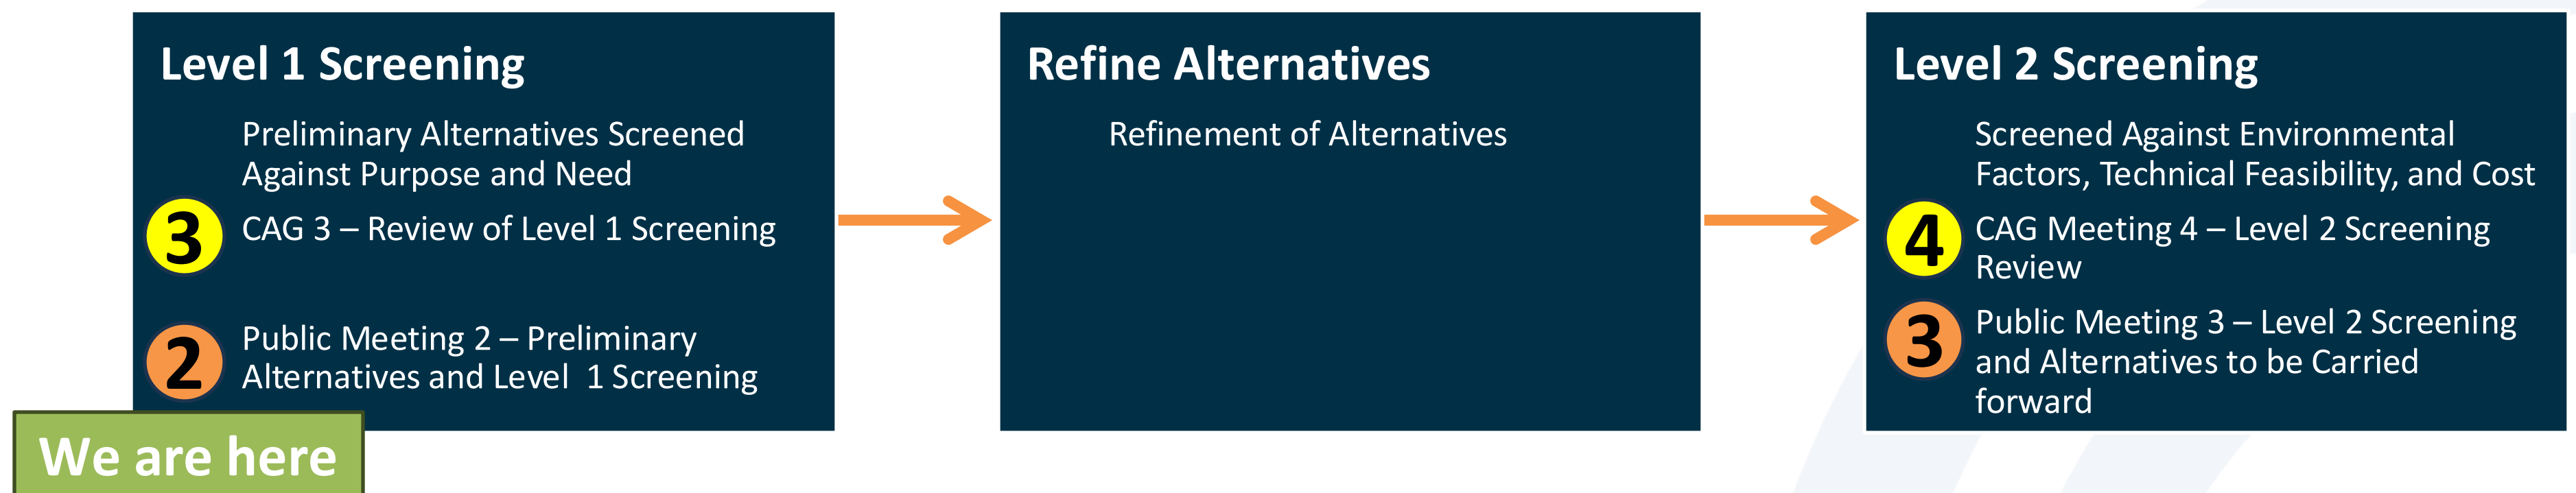 Level 1 Screening
Preliminary Alternatives Screened
Against Purpose and Need
3
CAG 3 – Review of Level 1 Screening
2
Public Meeting 2 – Preliminary
Alternatives and Level 1 Screening
We are here
Refine Alternatives
Refinement of Alternatives
Level 2 Screening
Screened Against Environmental
Factors, Technical Feasibility, and Cost
4
CAG Meeting 4 – Level 2 Screening
Review
3
Public Meeting 3 – Level 2 Screening
and Alternatives to be Carried
forward